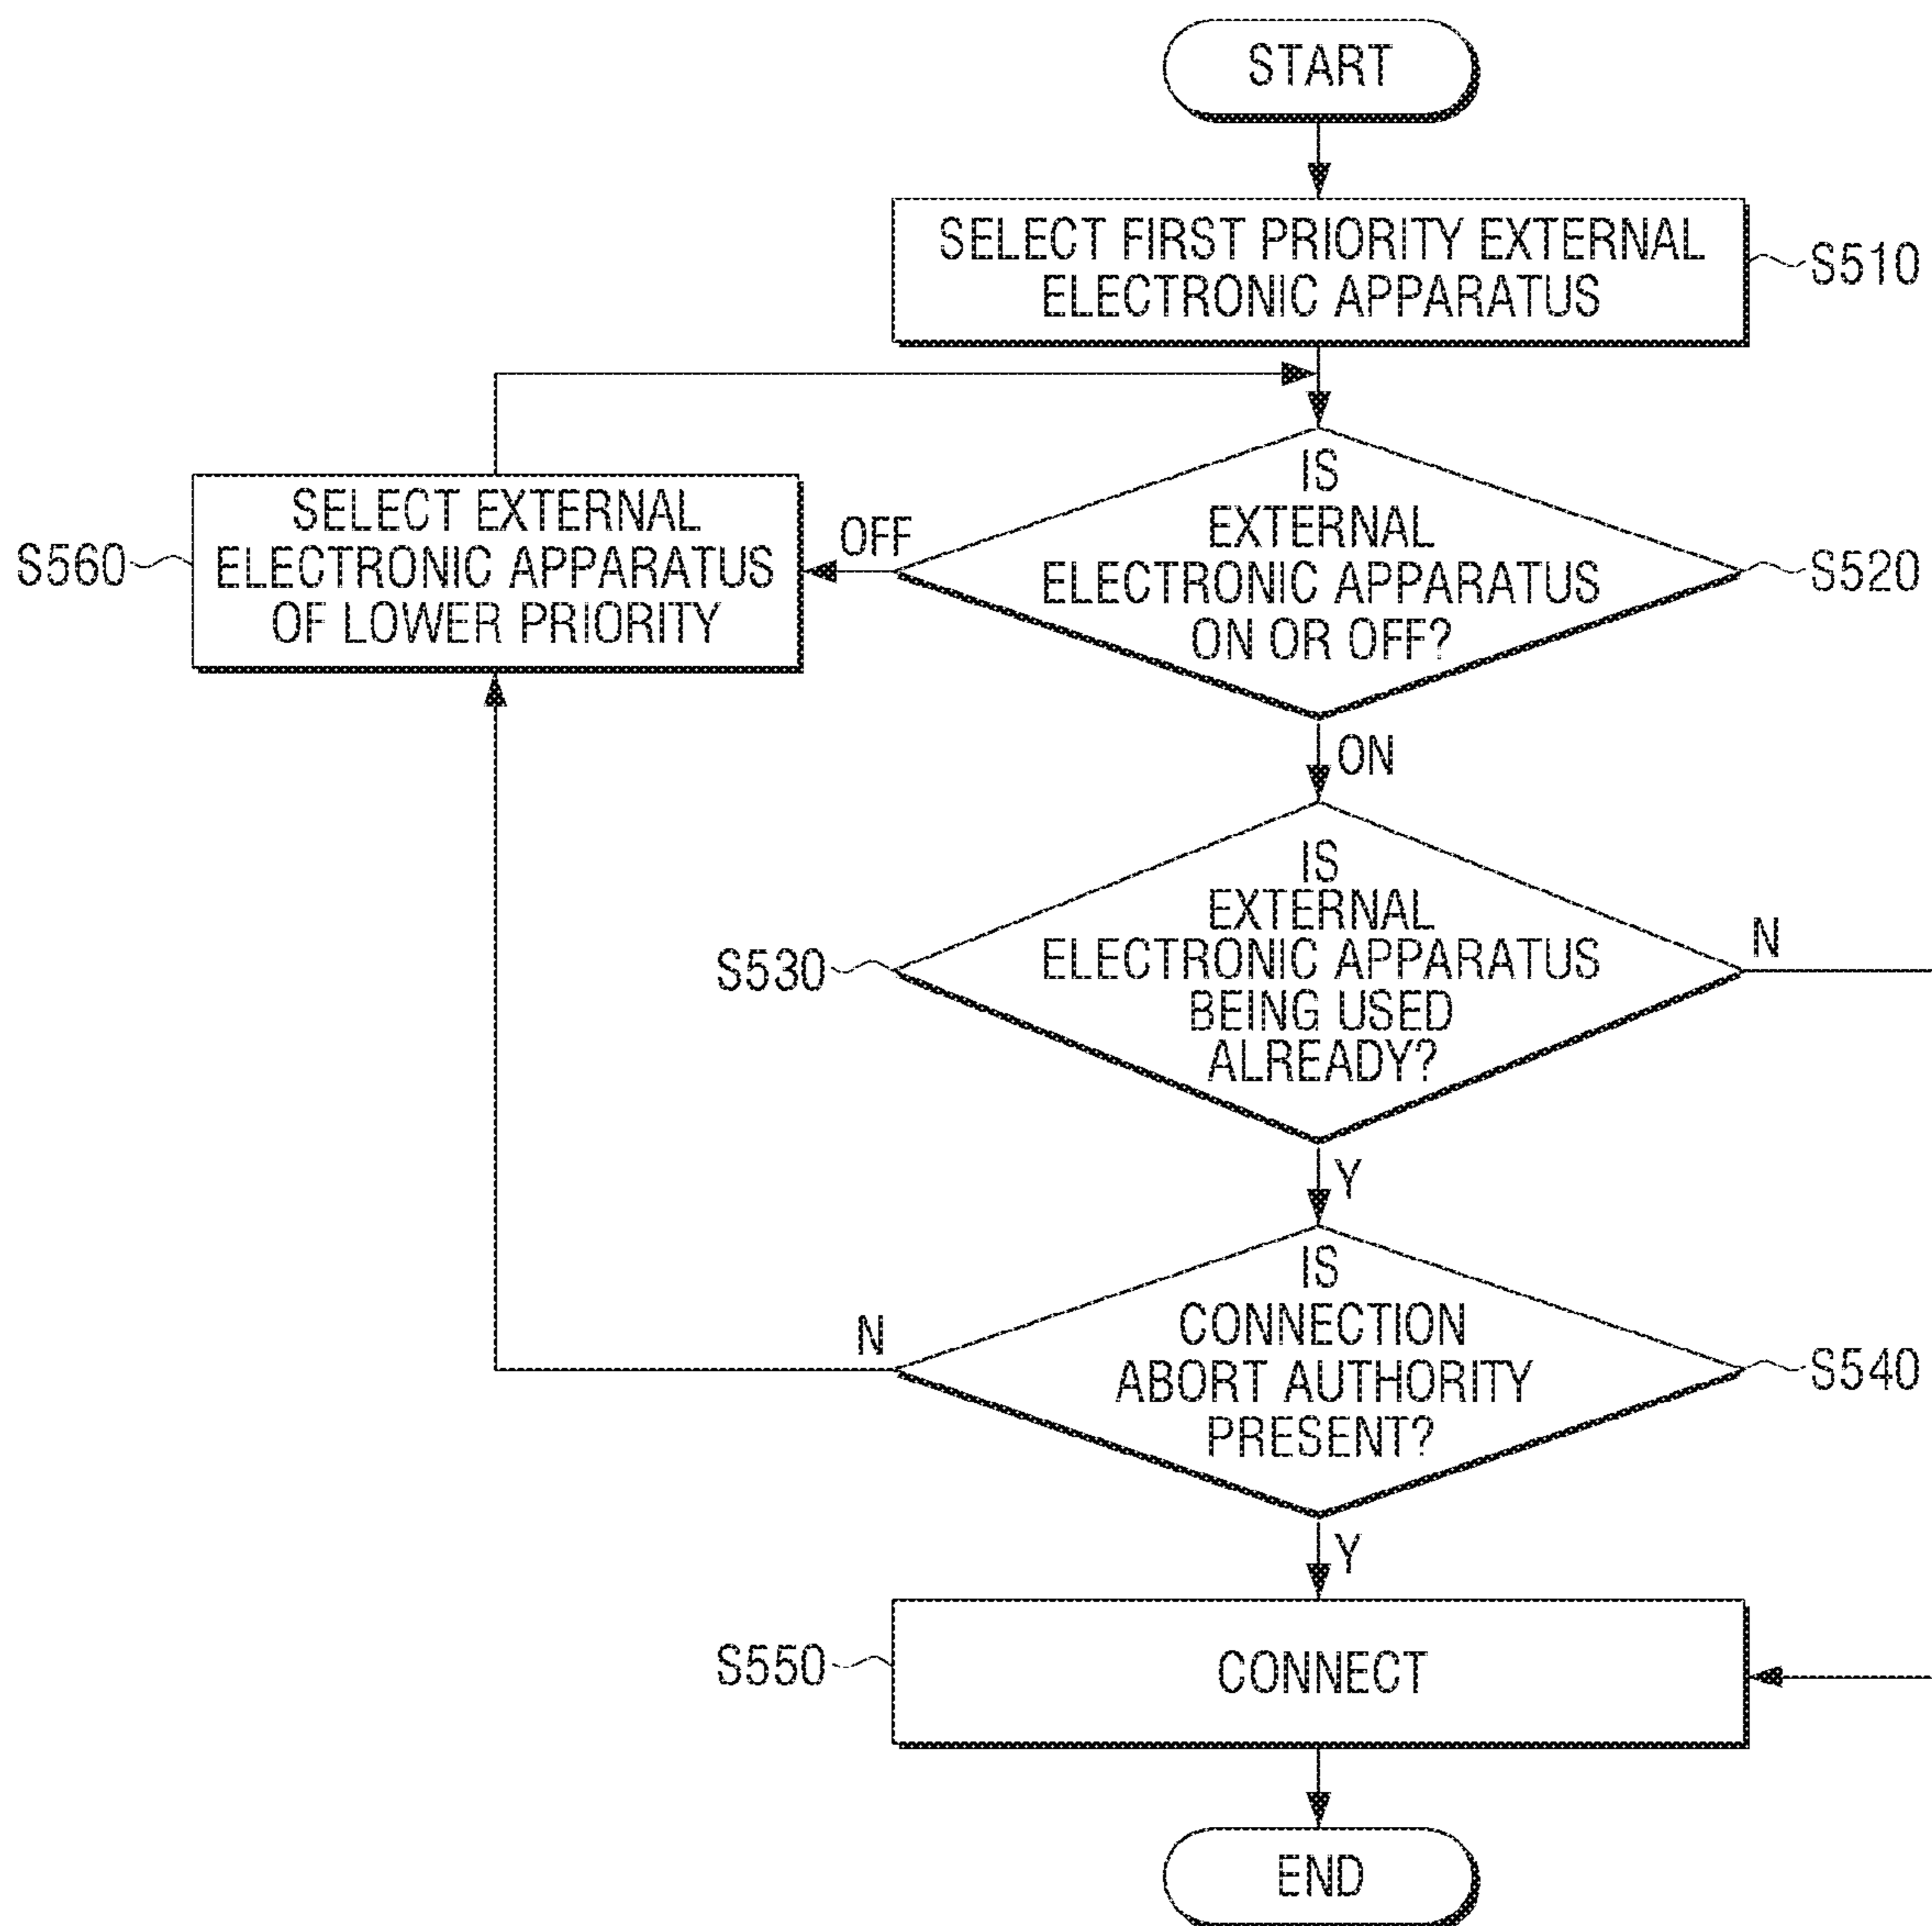 START
SELECT FIRST PRIORITY EXTERNAL
ELECTRONIC APPARATUS
S510
IS
EXTERNAL
ELECTRONIC APPARATUS
ON OR OFF?
S520
OFF
SELECT EXTERNAL
ELECTRONIC APPARATUS
OF LOWER PRIORITY
S560
ON
IS
EXTERNAL
ELECTRONIC APPARATUS
BEING USED
ALREADY?
S530
N
Y
IS
CONNECTION
ABORT AUTHORITY
PRESENT?
S540
N
Y
CONNECT
S550
END